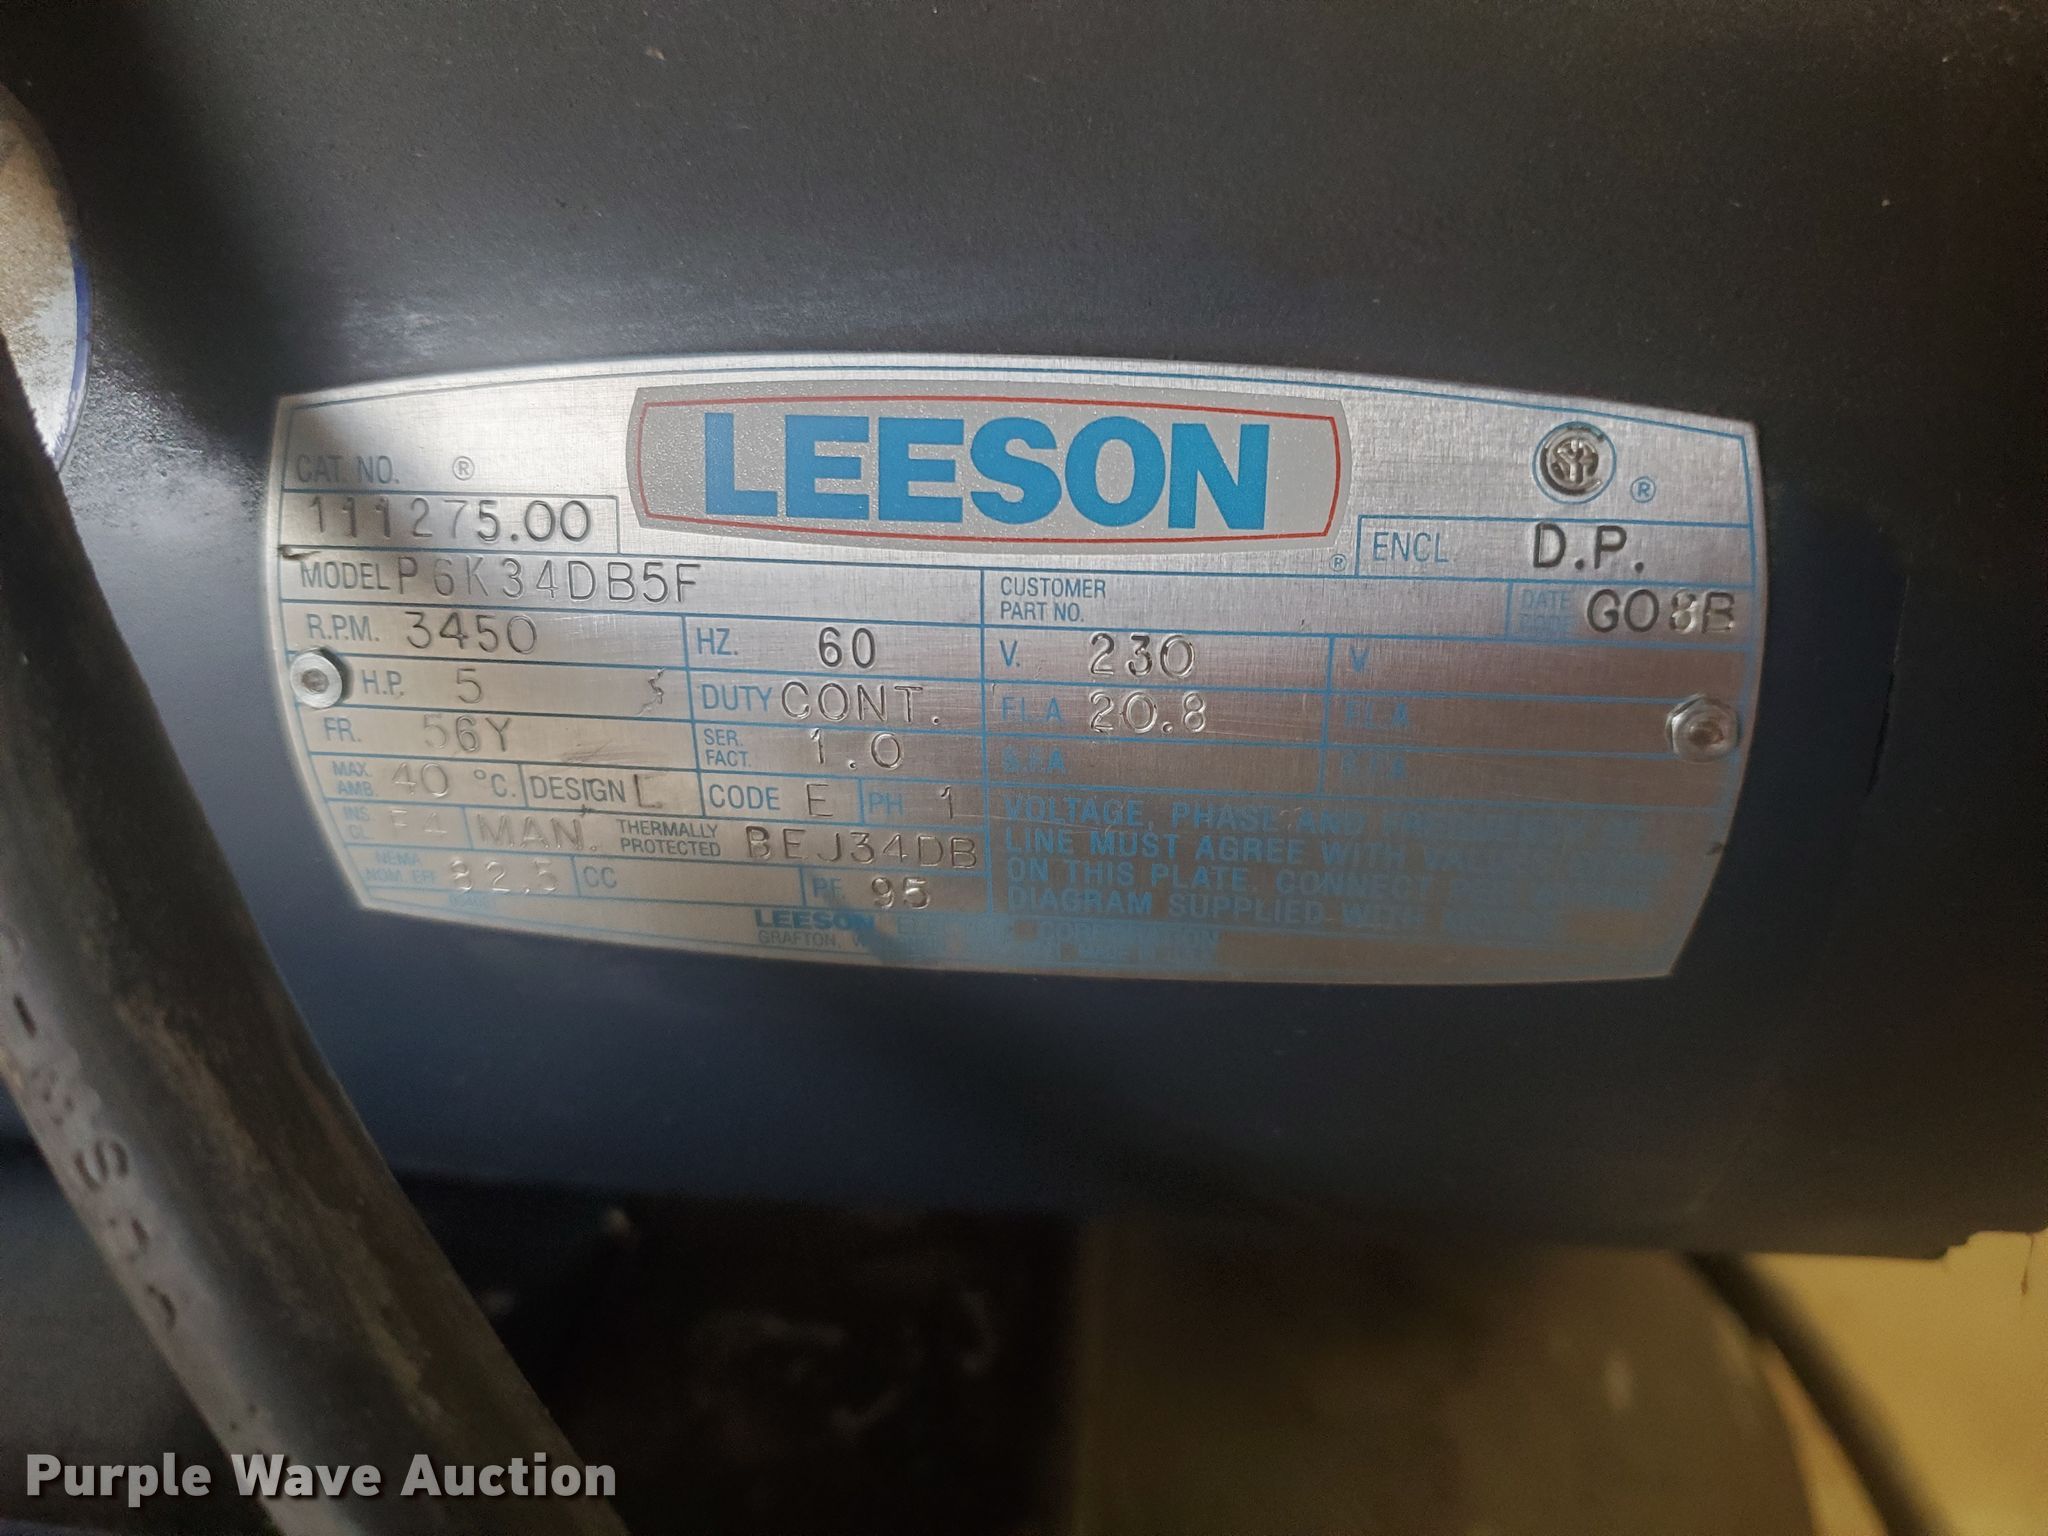 LEESON
®
CAT. NO. ®
111275.00
ENCL. D.P.
MODEL P6K34DB5F
CUSTOMER
PART NO.
DATE G08B
R.P.M. 3450 HZ. 60 V. 230 V.
H.P. 5 DUTY CONT. F.L.A. 20.8 F.L.A.
FR. 56Y SER. FACT. 1.0 S.F.A. S.F.A.
MAX. AMB. 40 °C. DESIGN L CODE E PH 1
INS. CL. F4 MAN. THERMALLY PROTECTED BEJ34DB
NEMA NOM. EFF. 82.5 CC P.F. 95
VOLTAGE, PHASE AND
LINE MUST AGREE WITH
ON THIS PLATE. CONNECT PER
DIAGRAM SUPPLIED WITH
LEESON ELECTRIC CORPORATION
GRAFTON,
Purple Wave Auction